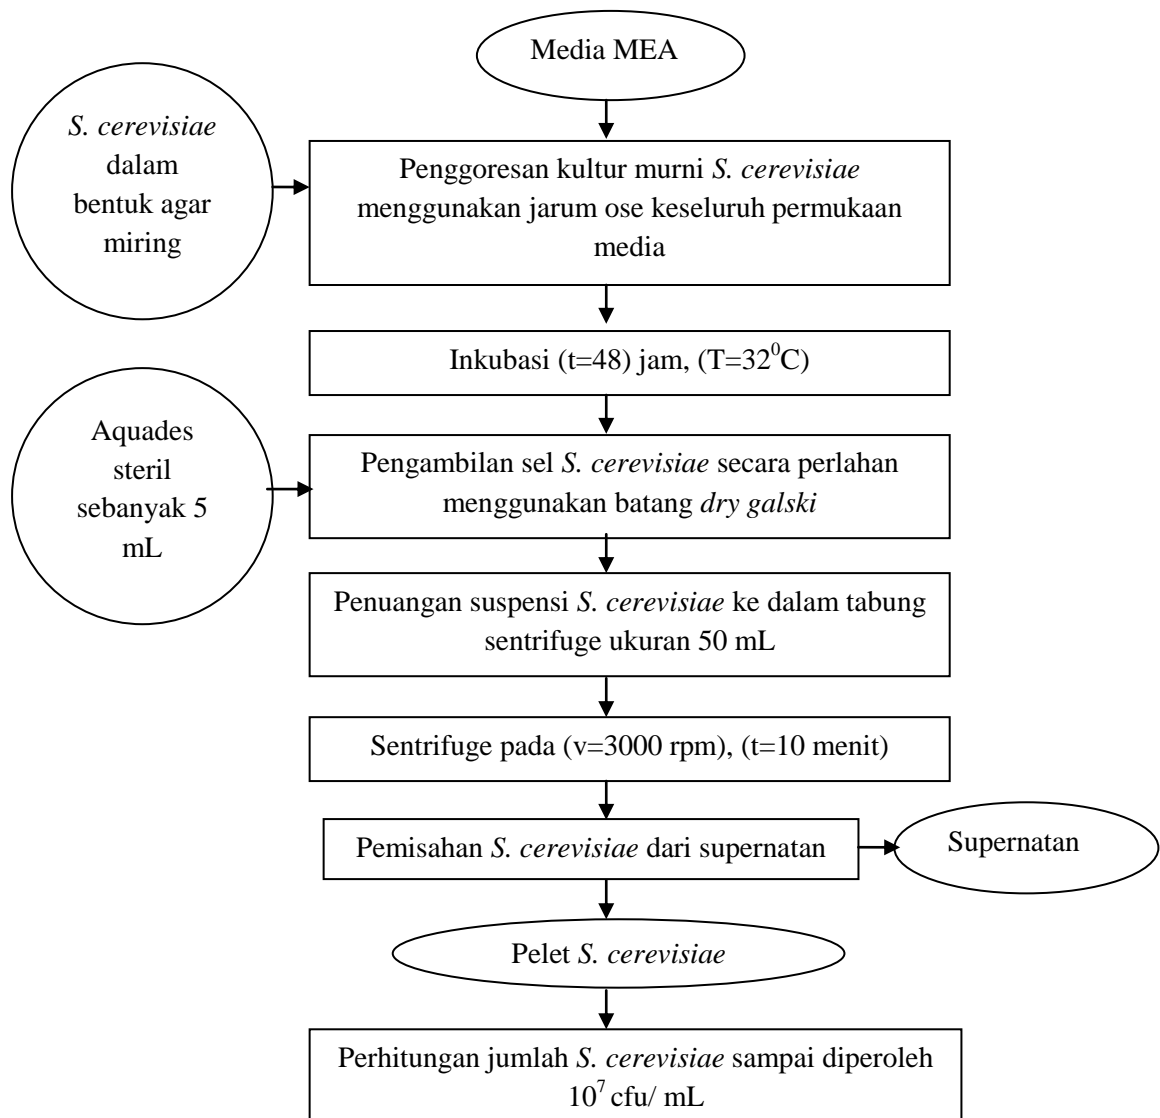 Media MEA
S. cerevisiae
dalam
bentuk agar
miring
Penggoresan kultur murni S. cerevisiae
menggunakan jarum ose keseluruh permukaan
media
Inkubasi (t=48) jam, (T=32⁰C)
Aquades
steril
sebanyak 5
mL
Pengambilan sel S. cerevisiae secara perlahan
menggunakan batang dry galski
Penuangan suspensi S. cerevisiae ke dalam tabung
sentrifuge ukuran 50 mL
Sentrifuge pada (v=3000 rpm), (t=10 menit)
Pemisahan S. cerevisiae dari supernatan
Supernatan
Pelet S. cerevisiae
Perhitungan jumlah S. cerevisiae sampai diperoleh
10⁷ cfu/ mL